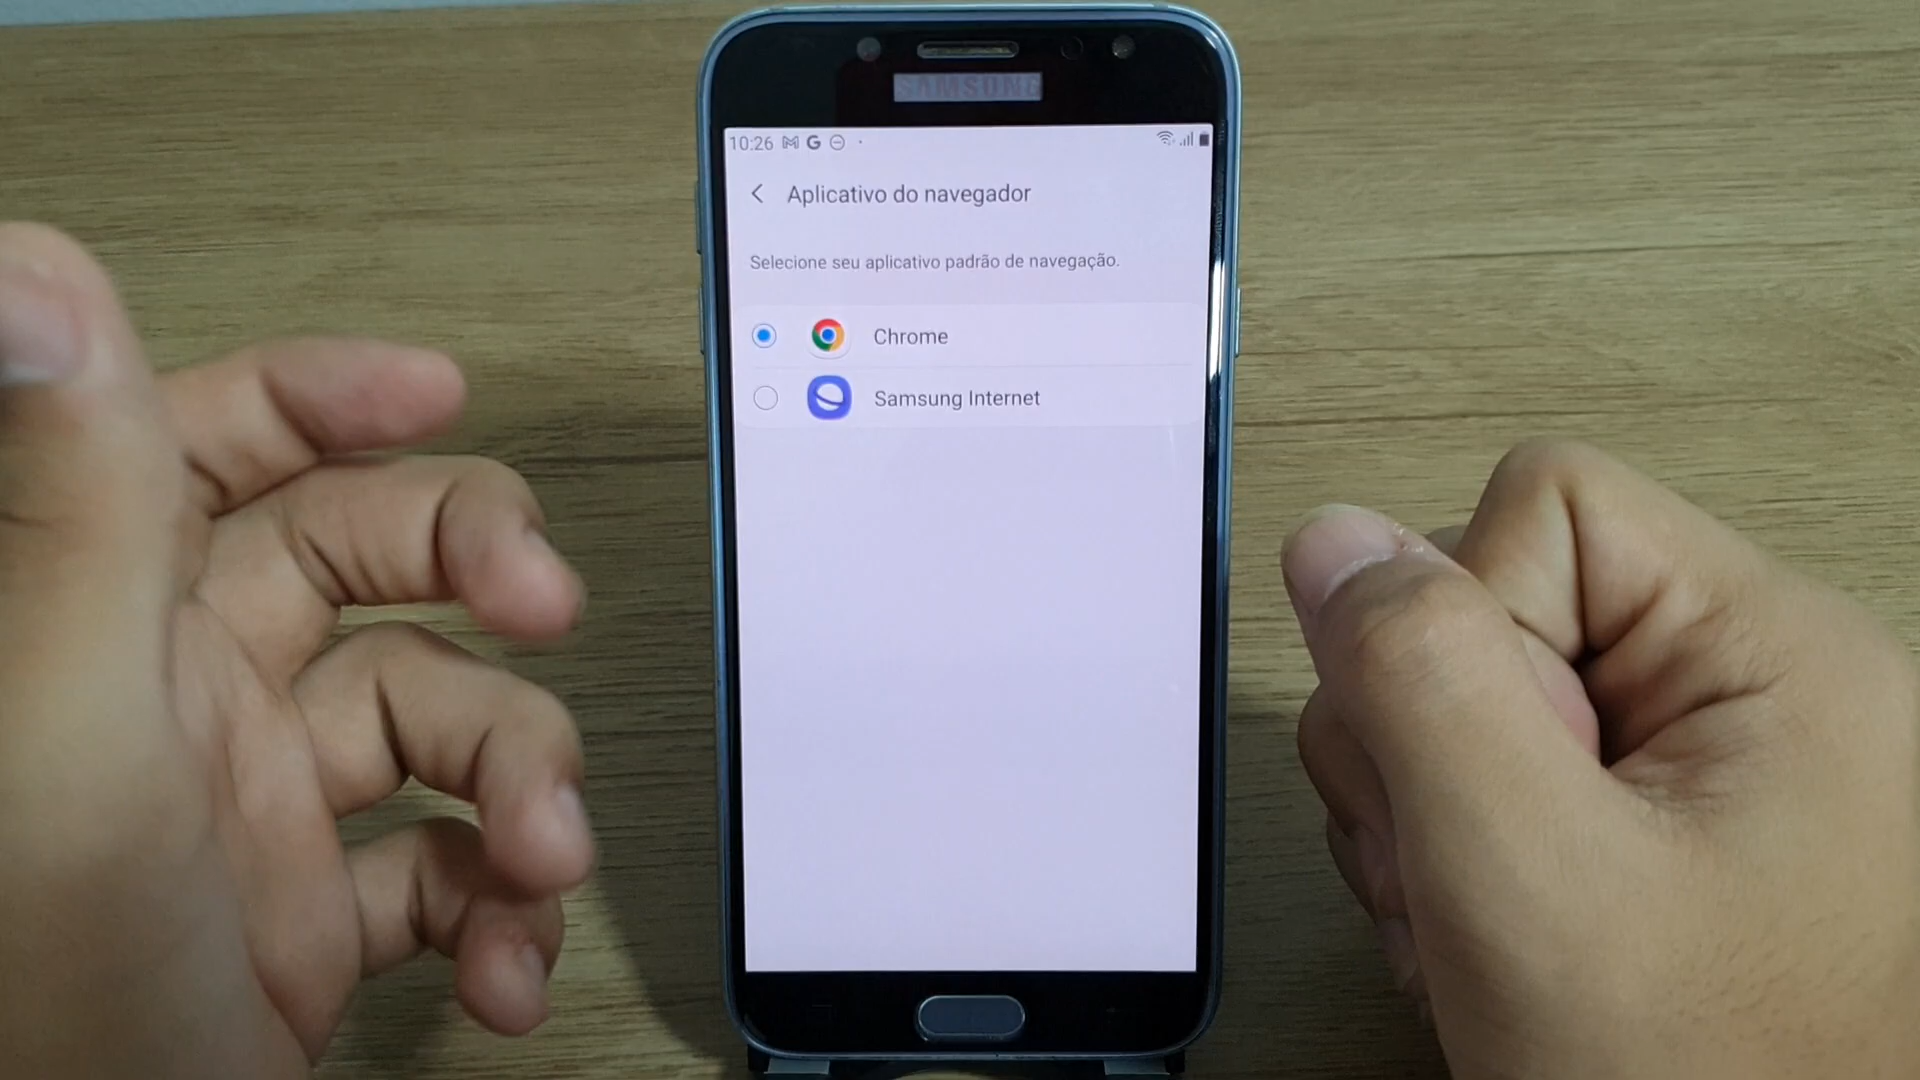 SAMSUNG
10:26
Aplicativo do navegador
Selecione seu aplicativo padrão de navegação.
Chrome
Samsung Internet